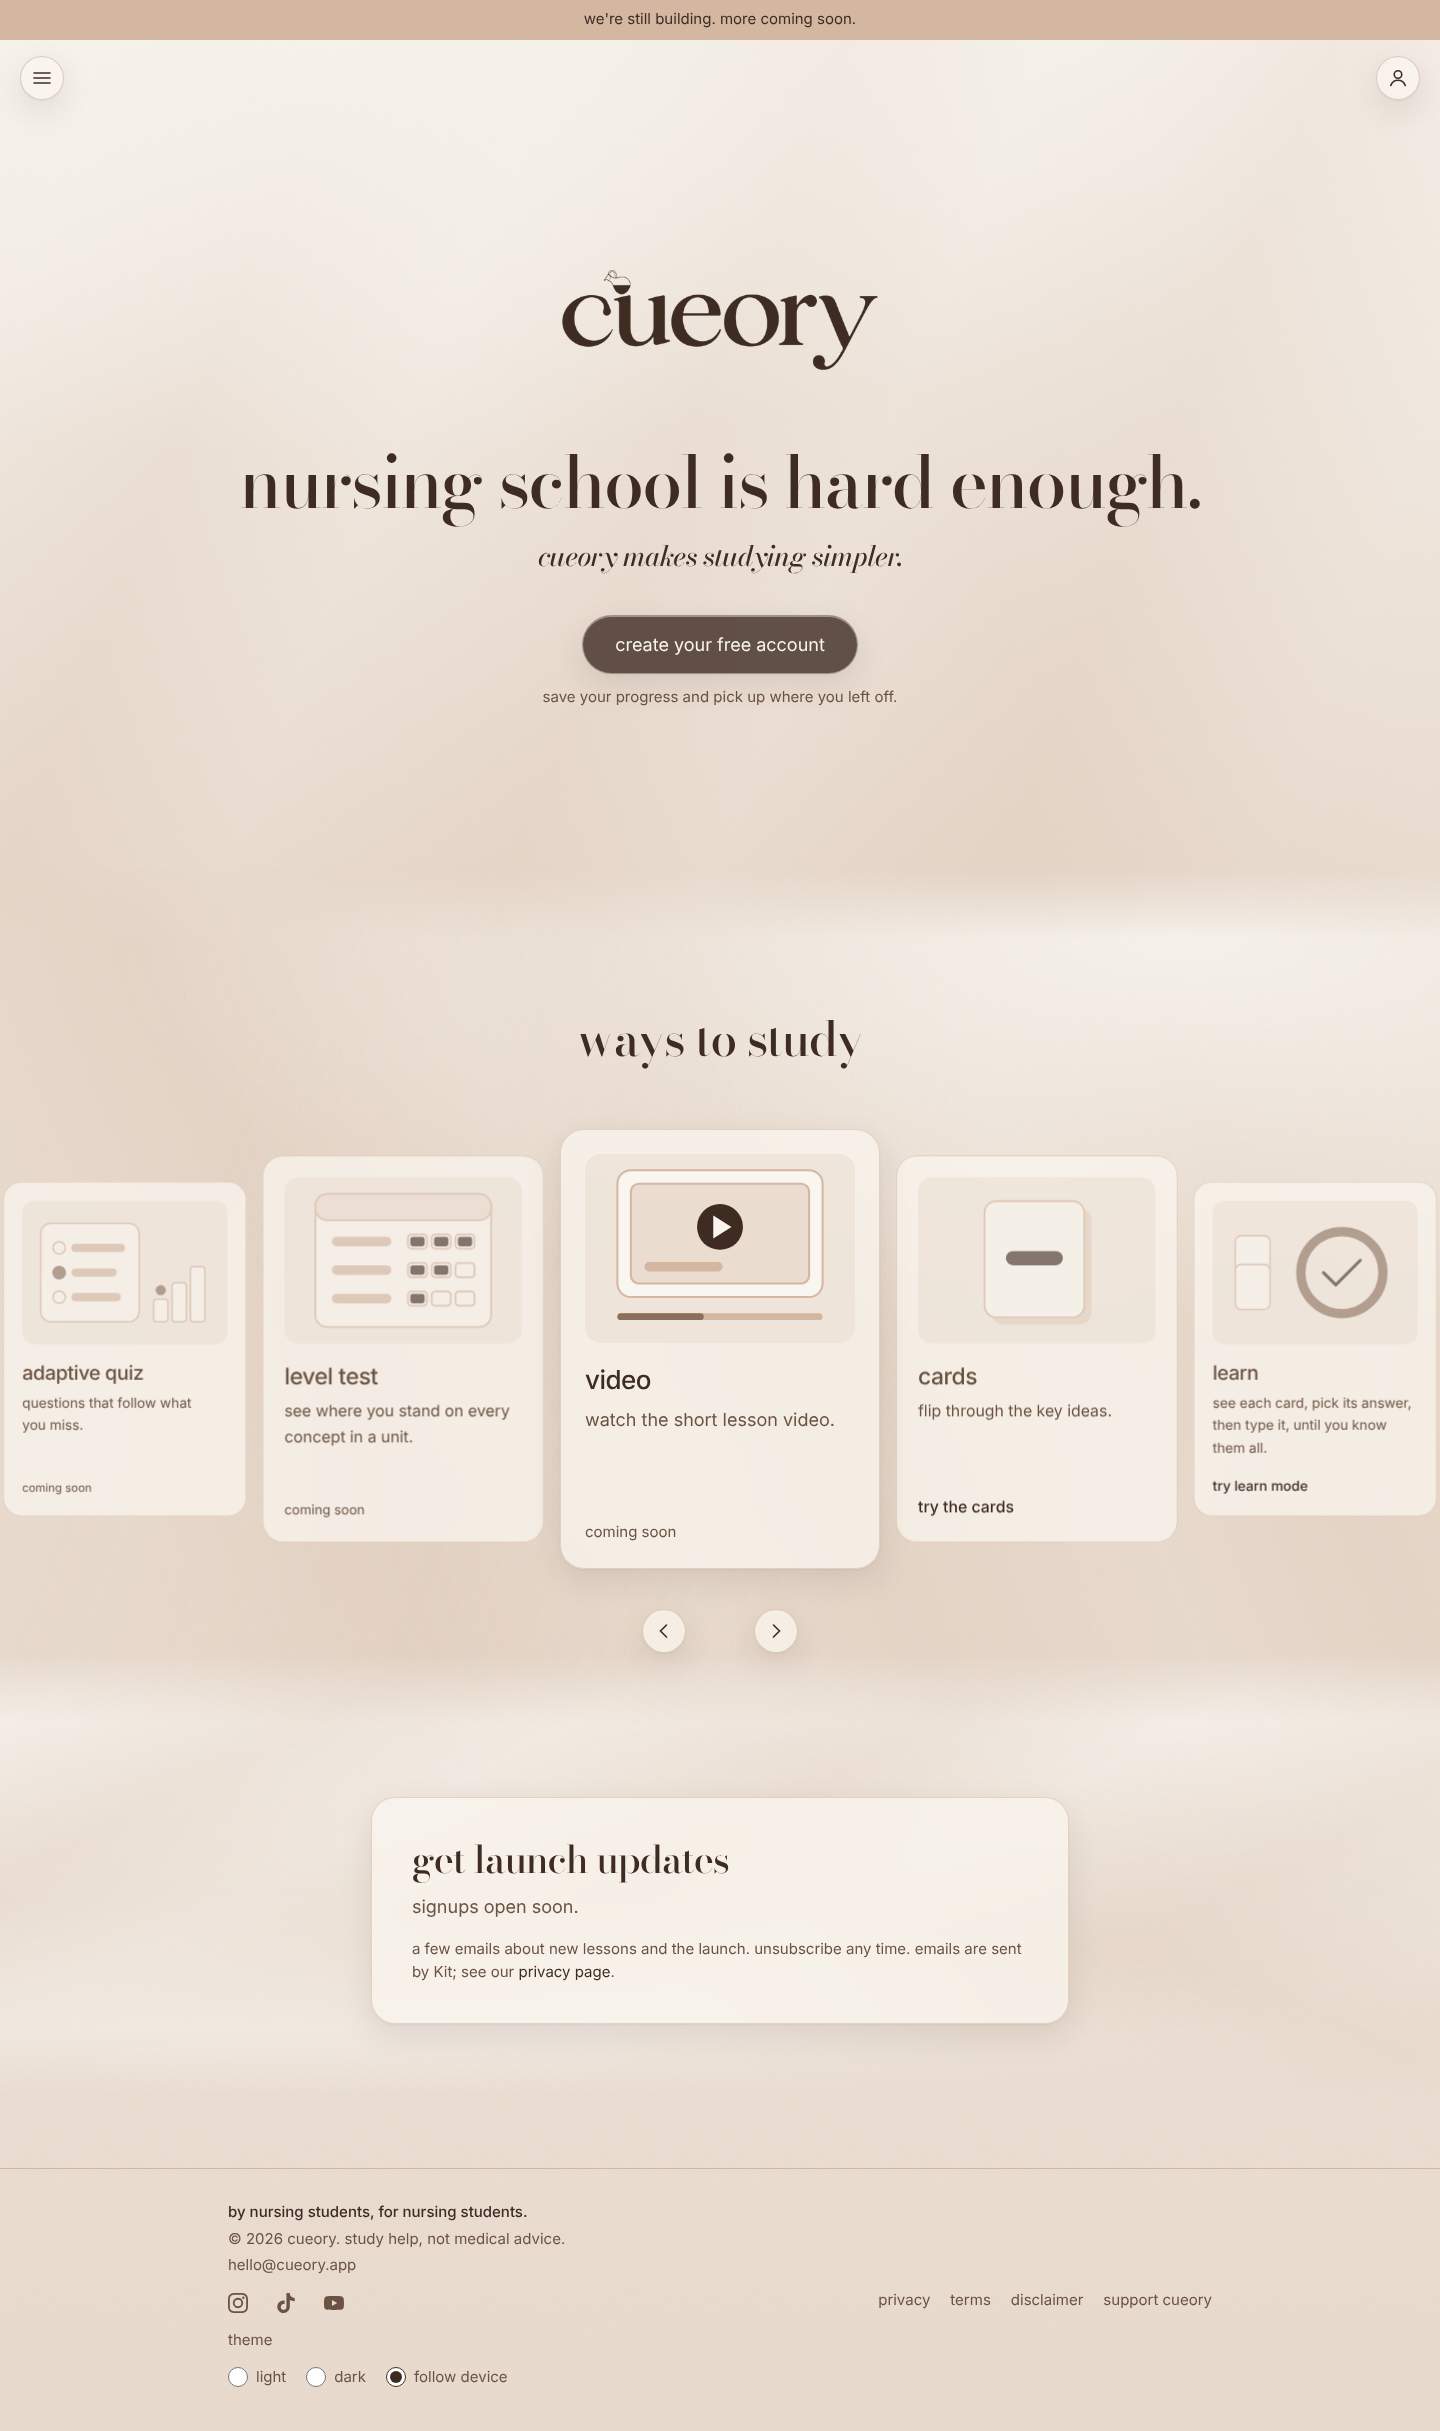 we're still building. more coming soon.
cueory
nursing school is hard enough.
cueory makes studying simpler.
create your free account
save your progress and pick up where you left off.
ways to study
adaptive quiz
questions that follow what
you miss.
coming soon
level test
see where you stand on every
concept in a unit.
coming soon
video
watch the short lesson video.
coming soon
cards
flip through the key ideas.
try the cards
learn
see each card, pick its answer,
then type it, until you know
them all.
try learn mode
get launch updates
signups open soon.
a few emails about new lessons and the launch. unsubscribe any time. emails are sent
by Kit; see our privacy page.
by nursing students, for nursing students.
© 2026 cueory. study help, not medical advice.
hello@cueory.app
privacy terms disclaimer support cueory
theme
light dark follow device